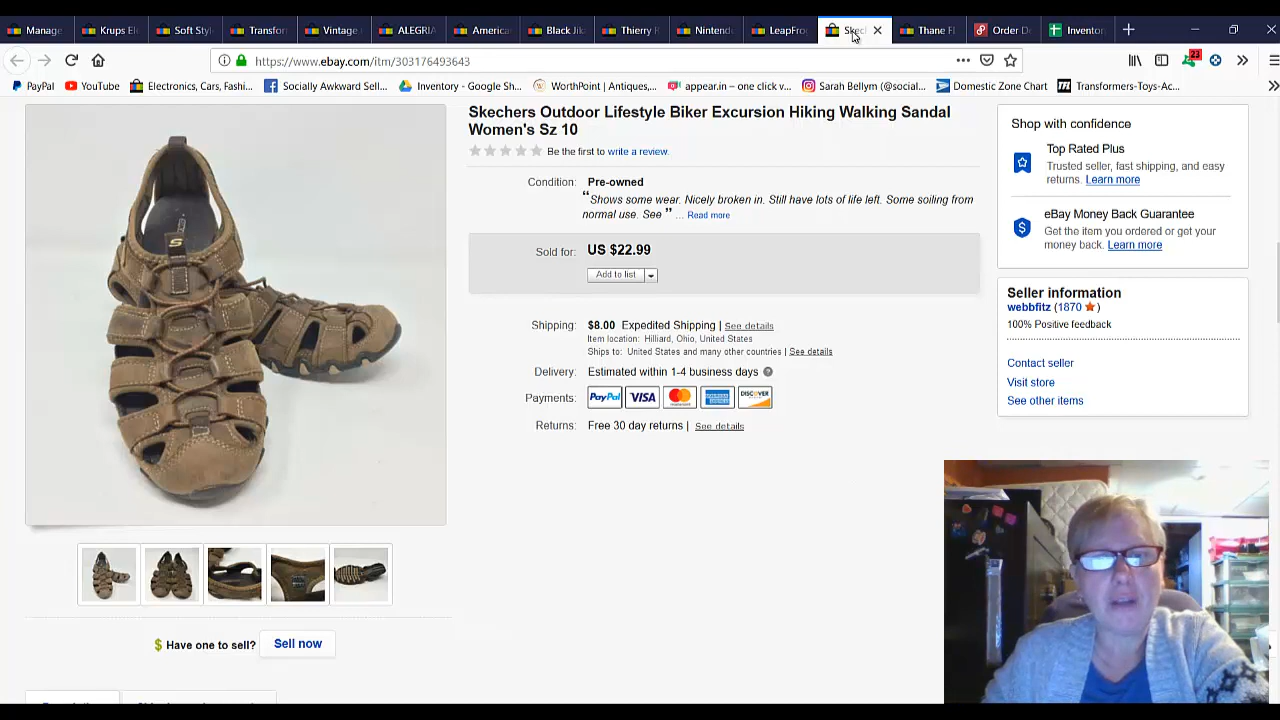 Manage
Krups El
Soft Styl
Transfor
Vintage
ALEGRIA
America
Black Jik
Thierry
Nintend
LeapFro
Skec
Thane Fl
Order D
Inventor
https://www.ebay.com/itm/303176493643
23
PayPal
YouTube
Electronics, Cars, Fashi...
Socially Awkward Sell...
Inventory - Google Sh...
WorthPoint | Antiques,...
appear.in – one click v...
Sarah Bellym (@social...
Domestic Zone Chart
Transformers-Toys-Ac...
Skechers Outdoor Lifestyle Biker Excursion Hiking Walking Sandal
Women's Sz 10
Be the first to write a review.
Condition: Pre-owned
“Shows some wear. Nicely broken in. Still have lots of life left. Some soiling from
normal use. See ” ... Read more
Sold for: US $22.99
Add to list
Shipping: $8.00 Expedited Shipping | See details
Item location: Hilliard, Ohio, United States
Ships to: United States and many other countries | See details
Delivery: Estimated within 1-4 business days
Payments: PayPal VISA MasterCard AMERICAN EXPRESS DISCOVER
Returns: Free 30 day returns | See details
$ Have one to sell? Sell now
Shop with confidence
Top Rated Plus
Trusted seller, fast shipping, and easy
returns. Learn more
eBay Money Back Guarantee
Get the item you ordered or get your
money back. Learn more
Seller information
webbfitz (1870 )
100% Positive feedback
Contact seller
Visit store
See other items